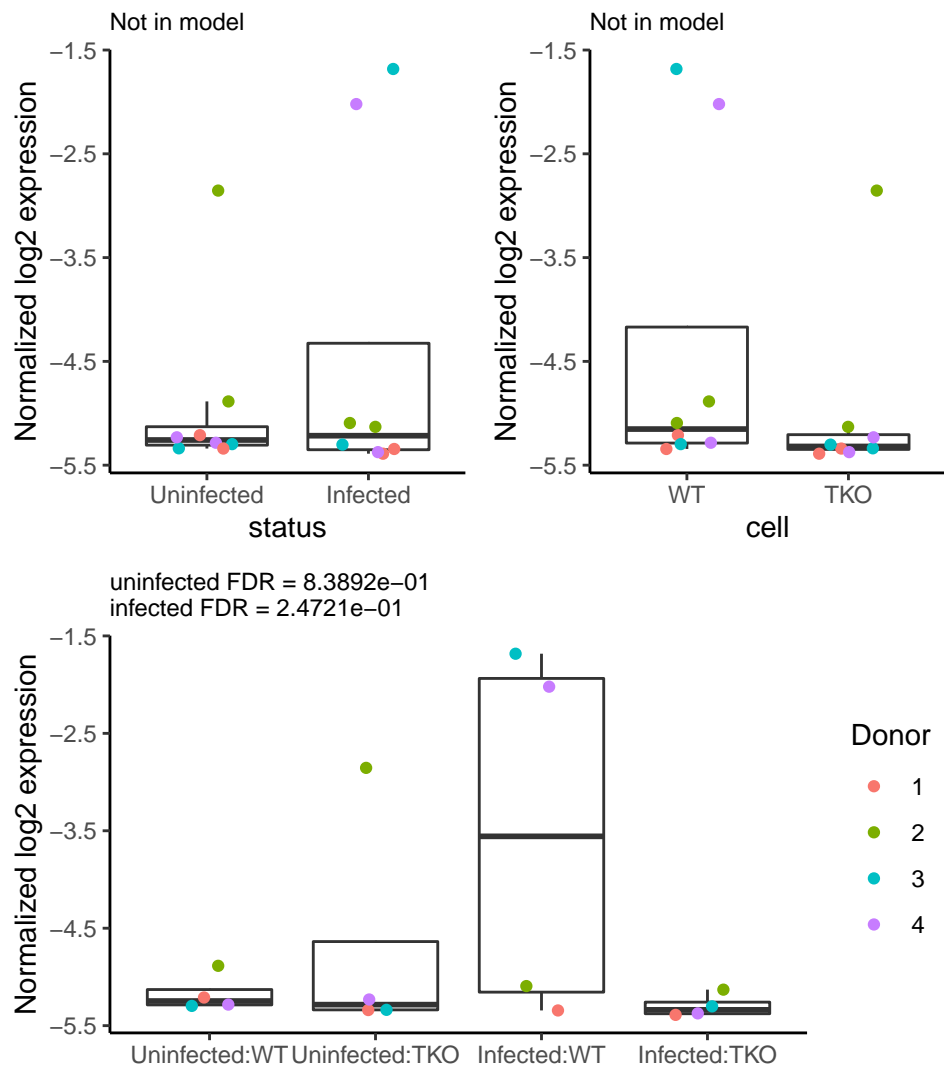 Not in model
−1.5
−2.5
−3.5
−4.5
−5.5
Normalized log2 expression
Uninfected Infected
status
Not in model
−1.5
−2.5
−3.5
−4.5
−5.5
Normalized log2 expression
WT TKO
cell
uninfected FDR = 8.3892e−01
infected FDR = 2.4721e−01
−1.5
−2.5
−3.5
−4.5
−5.5
Normalized log2 expression
Uninfected:WT Uninfected:TKO Infected:WT Infected:TKO
Donor
1
2
3
4